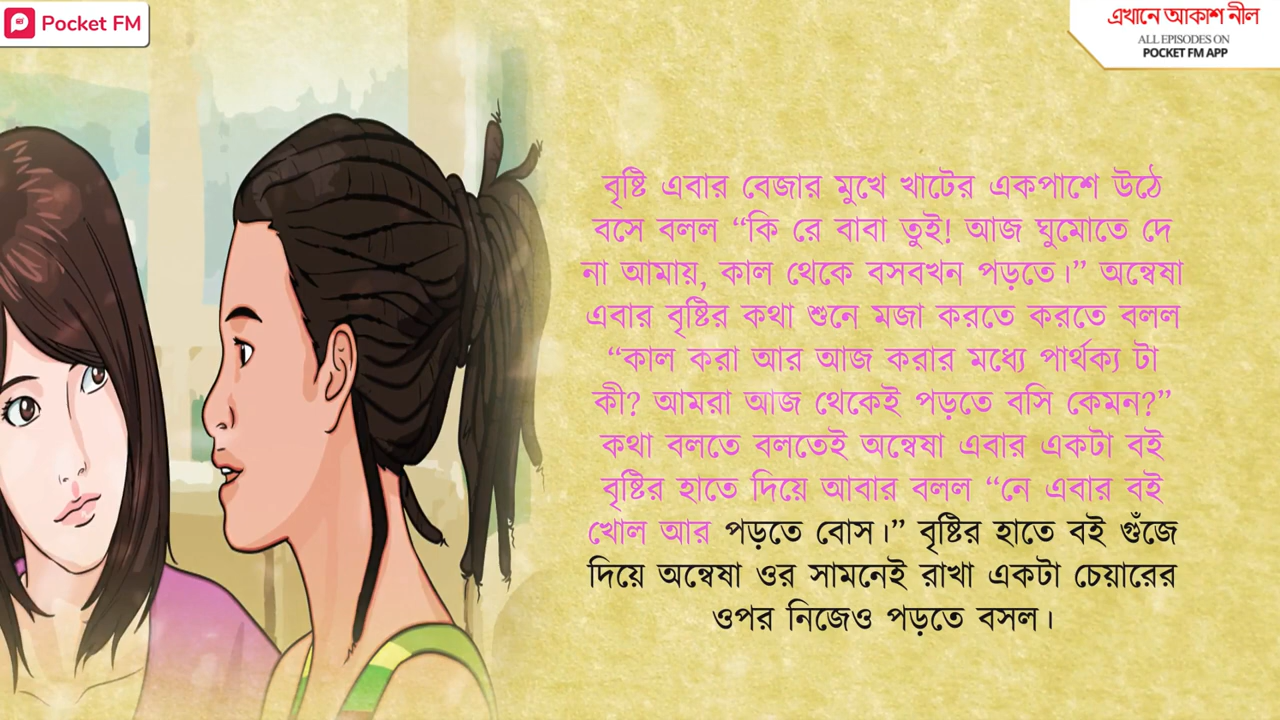 Pocket FM
এখানে আকাশ নীল
ALL EPISODES ON
POCKET FM APP
বৃষ্টি এবার বেজার মুখে খাটের একপাশে উঠে
বসে বলল “কি রে বাবা তুই! আজ ঘুমোতে দে
না আমায়, কাল থেকে বসবখন পড়তে।” অন্বেষা
এবার বৃষ্টির কথা শুনে মজা করতে করতে বলল
“কাল করা আর আজ করার মধ্যে পার্থক্য টা
কী? আমরা আজ থেকেই পড়তে বসি কেমন?”
কথা বলতে বলতেই অন্বেষা এবার একটা বই
বৃষ্টির হাতে দিয়ে আবার বলল “নে এবার বই
খোল আর পড়তে বোস।” বৃষ্টির হাতে বই গুঁজে
দিয়ে অন্বেষা ওর সামনেই রাখা একটা চেয়ারের
ওপর নিজেও পড়তে বসল।